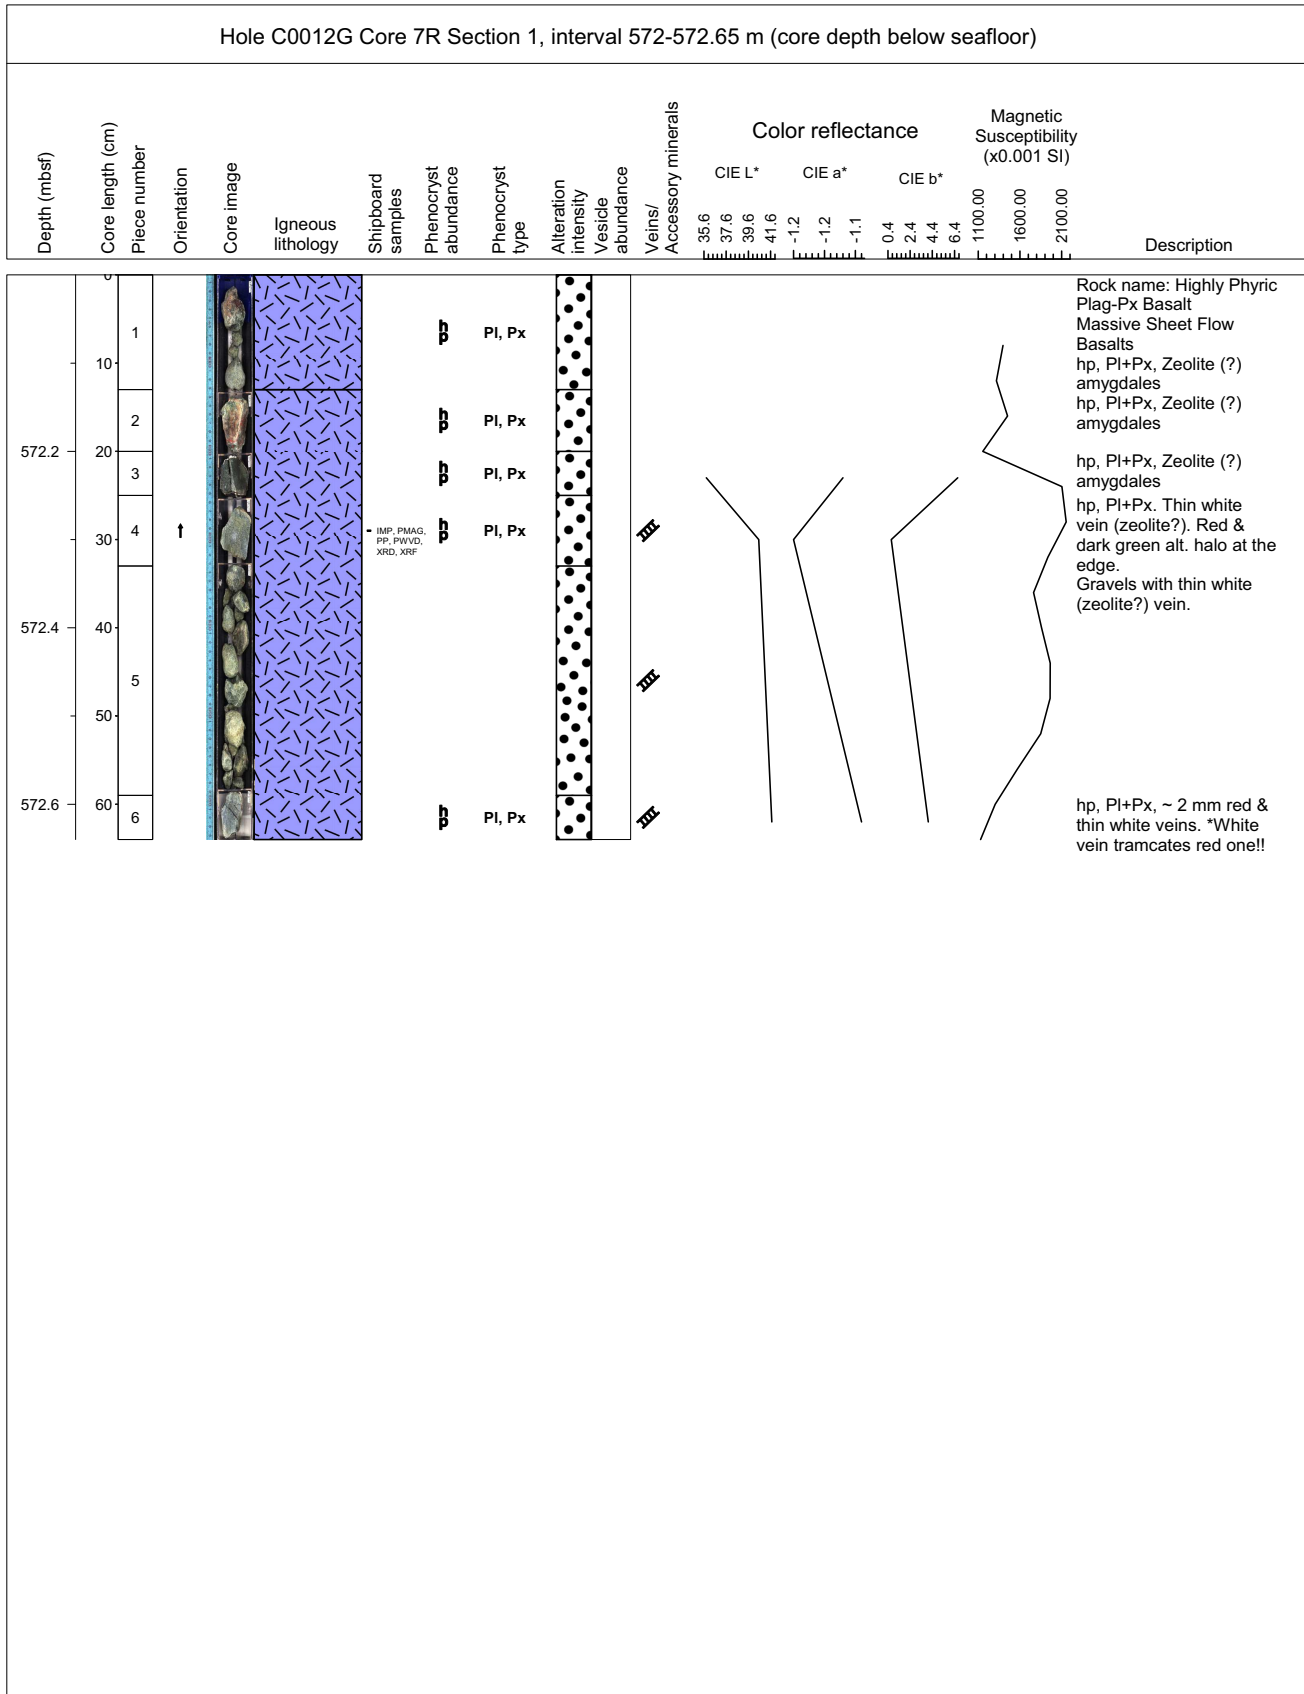 Hole C0012G Core 7R Section 1, interval 572-572.65 m (core depth below seafloor)
Depth (mbsf)
Core length (cm)
Piece number
Orientation
Core image
Igneous
lithology
Shipboard
samples
Phenocryst
abundance
Phenocryst
type
Alteration
intensity
Vesicle
abundance
Veins/
Accessory minerals
Color reflectance
CIE L*
35.6
37.6
39.6
41.6
CIE a*
-1.2
-1.2
-1.1
CIE b*
0.4
2.4
4.4
6.4
Magnetic
Susceptibility
(x0.001 SI)
11100.00
16000.00
21100.00
Description
0
Rock name: Highly Phyric
Plag-Px Basalt
Massive Sheet Flow
Basalts
1
hp
Pl, Px
10
hp, Pl+Px, Zeolite (?)
amygdales
2
hp
Pl, Px
hp, Pl+Px, Zeolite (?)
amygdales
572.2
20
3
hp
Pl, Px
hp, Pl+Px, Zeolite (?)
amygdales
4
30
IMP, PMAG,
PP, PWVD,
XRD, XRF
hp
Pl, Px
hp, Pl+Px. Thin white
vein (zeolite?). Red &
dark green alt. halo at the
edge.
Gravels with thin white
(zeolite?) vein.
572.4
40
5
50
572.6
60
6
hp
Pl, Px
hp, Pl+Px, ~ 2 mm red &
thin white veins. *White
vein tramcates red one!!